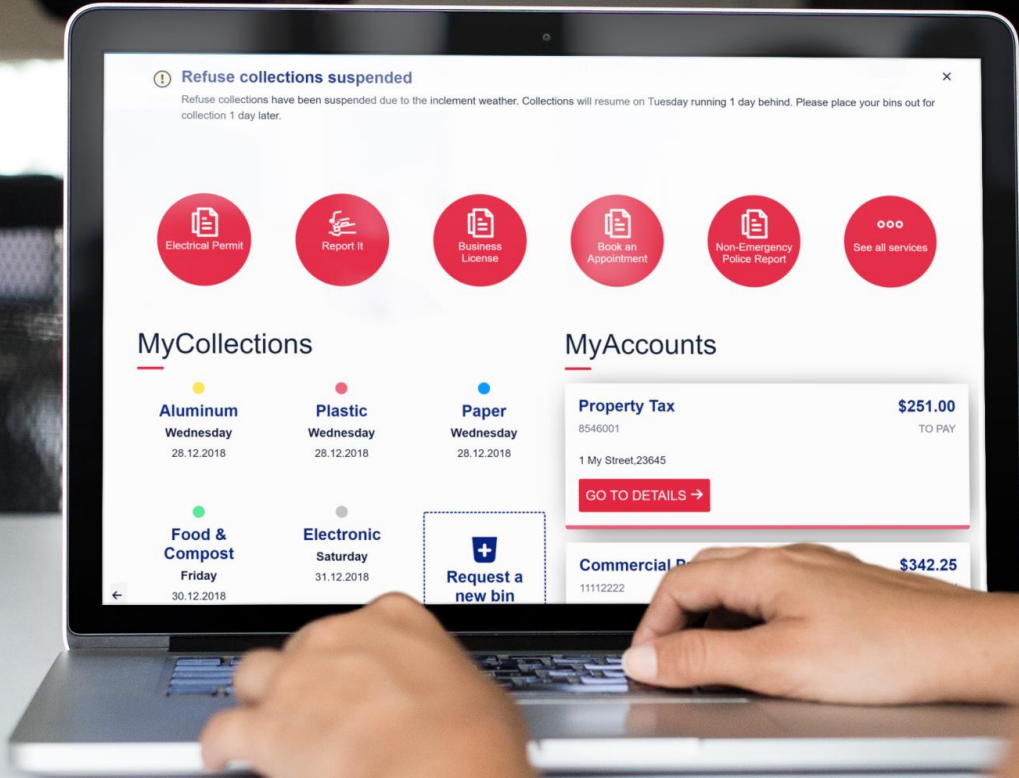 Refuse collections suspended
Refuse collections have been suspended due to the inclement weather. Collections will resume on Tuesday running 1 day behind. Please place your bins out for
collection 1 day later.
Electrical Permit
Report It
Business
License
Book an
Appointment
Non-Emergency
Police Report
See all services
MyCollections
Aluminum
Wednesday
28.12.2018
Plastic
Wednesday
28.12.2018
Paper
Wednesday
28.12.2018
Food &
Compost
Friday
30.12.2018
Electronic
Saturday
31.12.2018
Request a
new bin
MyAccounts
Property Tax
$251.00
8546001
TO PAY
1 My Street,23645
GO TO DETAILS →
Commercial
$342.25
11112222